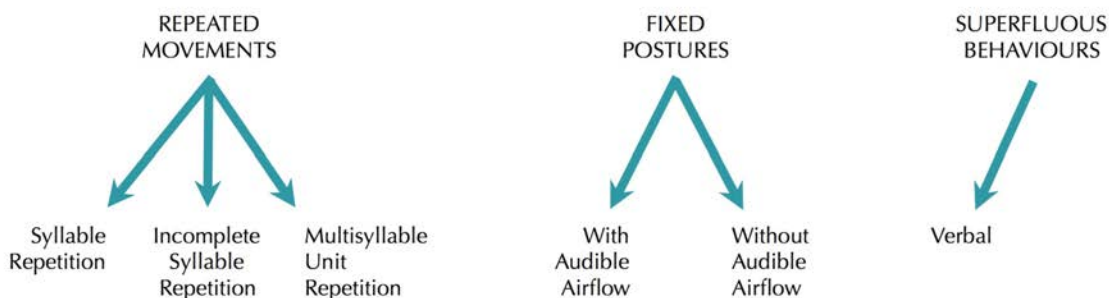 REPEATED
MOVEMENTS
FIXED
POSTURES
SUPERFLUOUS
BEHAVIOURS
Syllable
Repetition
Incomplete
Syllable
Repetition
Multisyllable
Unit
Repetition
With
Audible
Airflow
Without
Audible
Airflow
Verbal